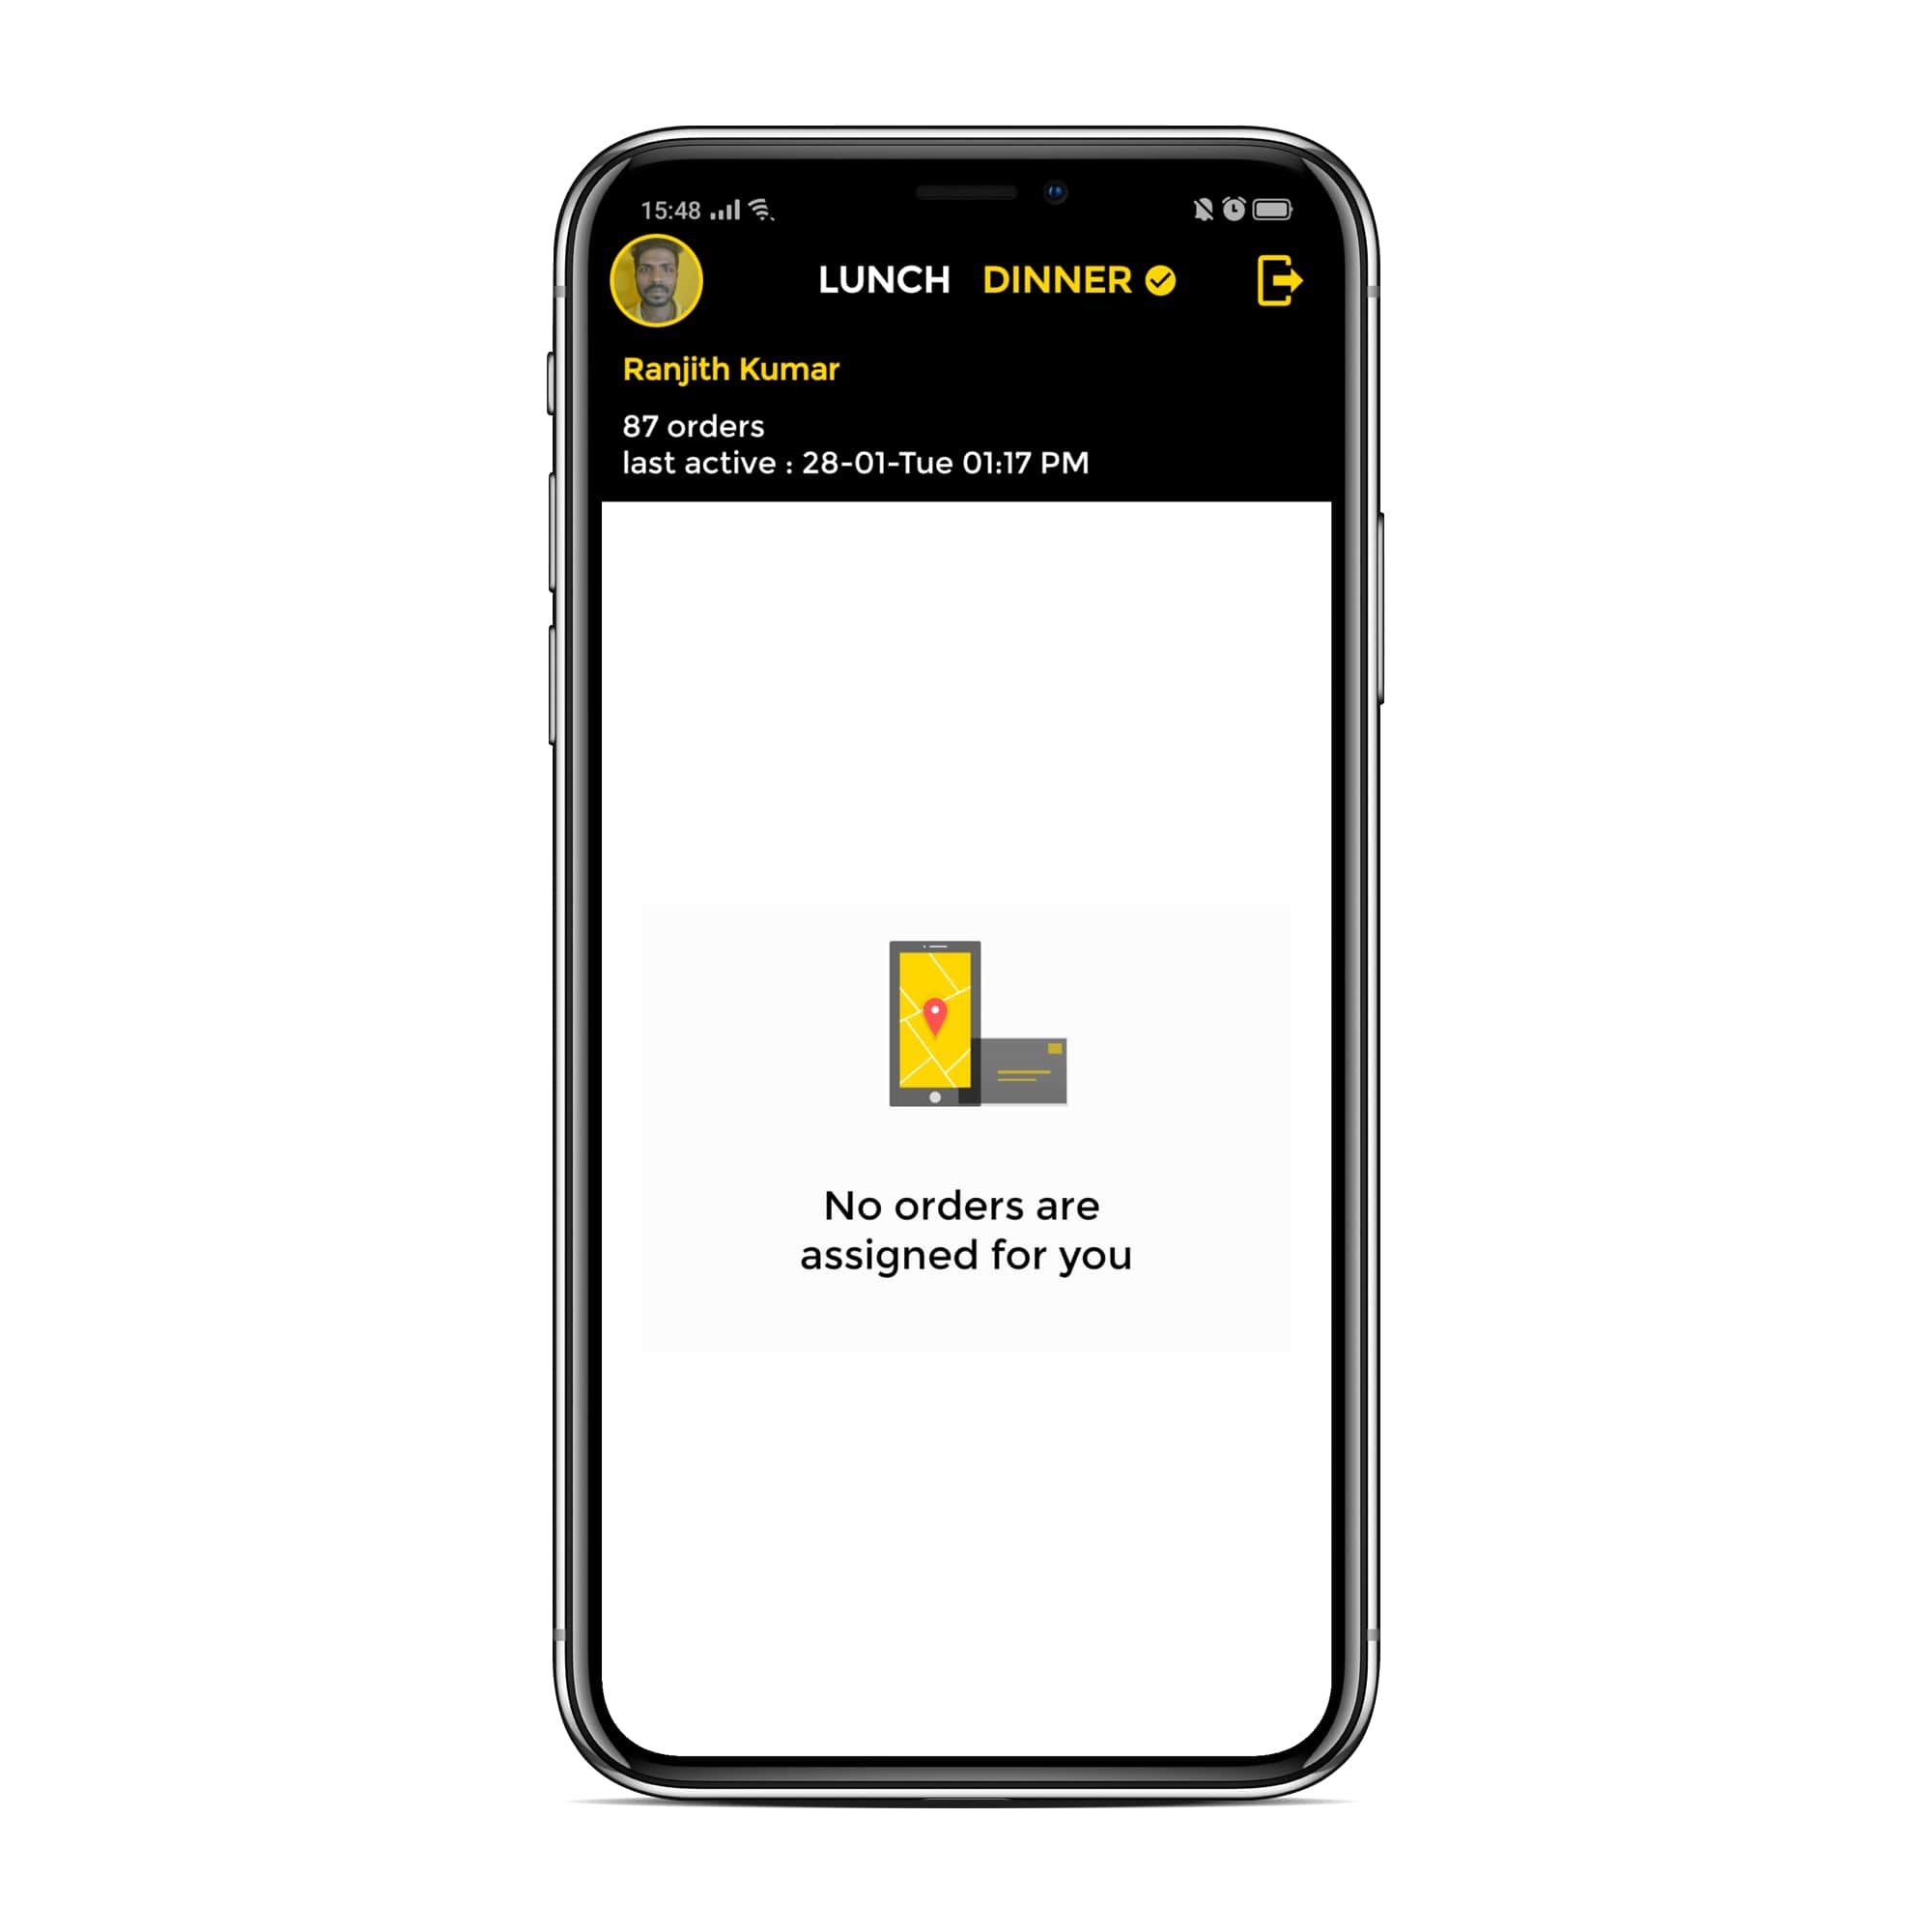 15:48
LUNCH DINNER
Ranjith Kumar
87 orders
last active : 28-01-Tue 01:17 PM
No orders are
assigned for you